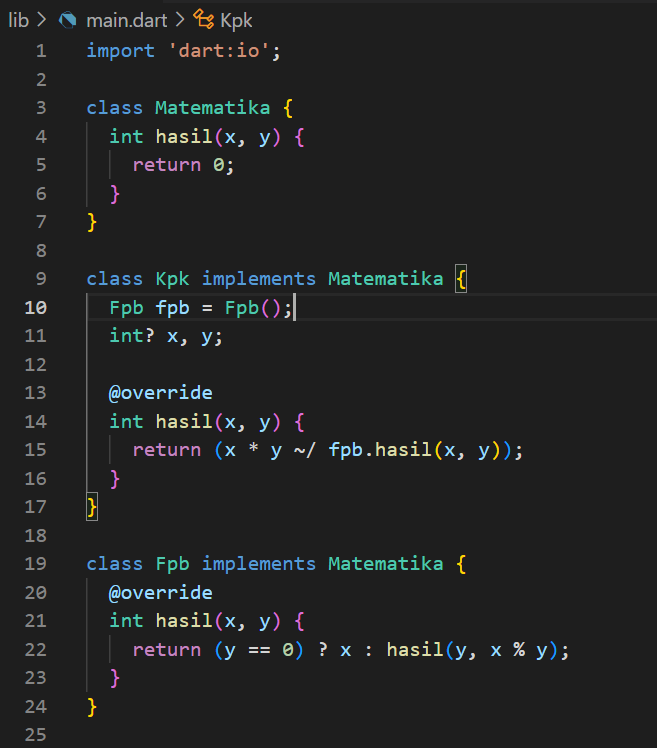 lib > main.dart > Kpk
1 import 'dart:io';
2
3 class Matematika {
4 int hasil(x, y) {
5 return 0;
6 }
7 }
8
9 class Kpk implements Matematika {
10 Fpb fpb = Fpb();
11 int? x, y;
12
13 @override
14 int hasil(x, y) {
15 return (x * y ~/ fpb.hasil(x, y));
16 }
17 }
18
19 class Fpb implements Matematika {
20 @override
21 int hasil(x, y) {
22 return (y == 0) ? x : hasil(y, x % y);
23 }
24 }
25